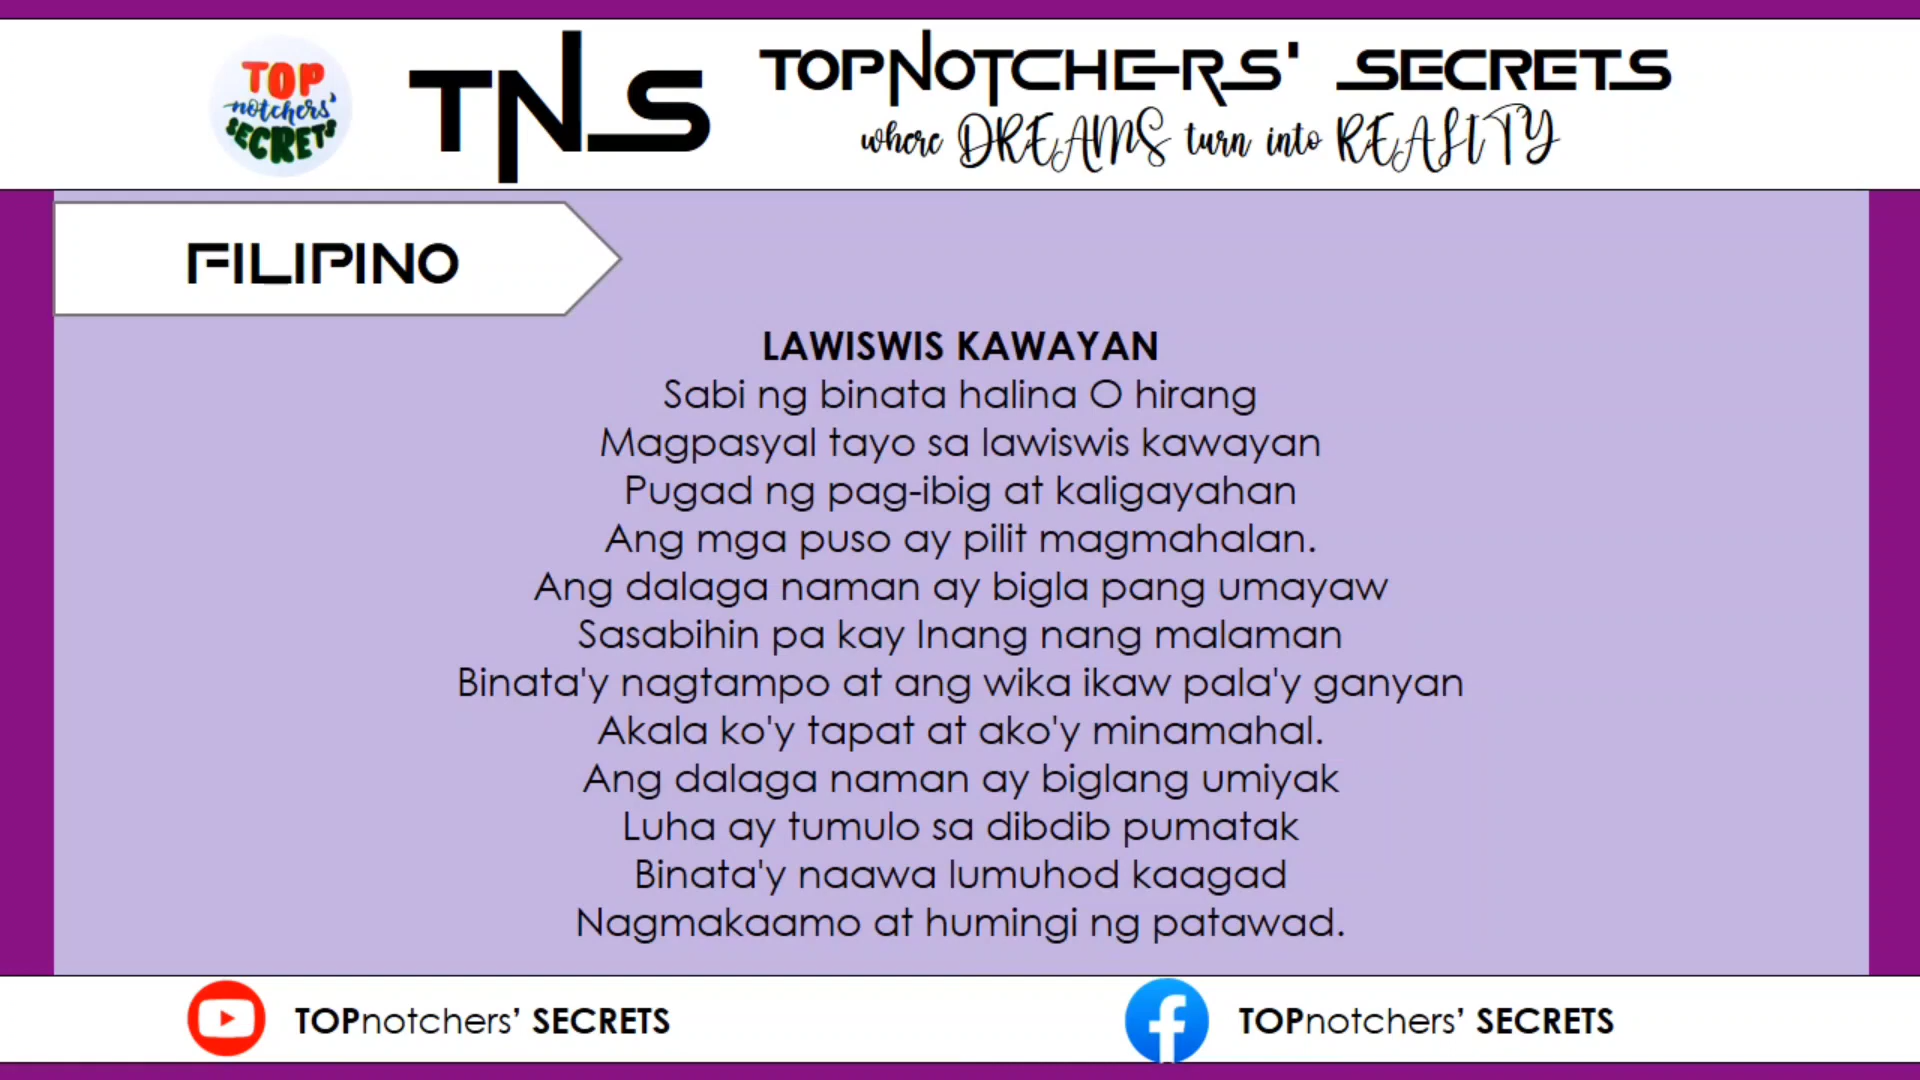 TOP
notchers'
SECRETS
TNS
TOPNOTCHERS' SECRETS
where DREAMS turn into REALITY
FILIPINO
LAWISWIS KAWAYAN
Sabi ng binata halina O hirang
Magpasyal tayo sa lawiswis kawayan
Pugad ng pag-ibig at kaligayahan
Ang mga puso ay pilit magmahalan.
Ang dalaga naman ay bigla pang umayaw
Sasabihin pa kay Inang nang malaman
Binata'y nagtampo at ang wika ikaw pala'y ganyan
Akala ko'y tapat at ako'y minamahal.
Ang dalaga naman ay biglang umiyak
Luha ay tumulo sa dibdib pumatak
Binata'y naawa lumuhod kaagad
Nagmakaamo at humingi ng patawad.
TOPnotchers’ SECRETS
TOPnotchers’ SECRETS